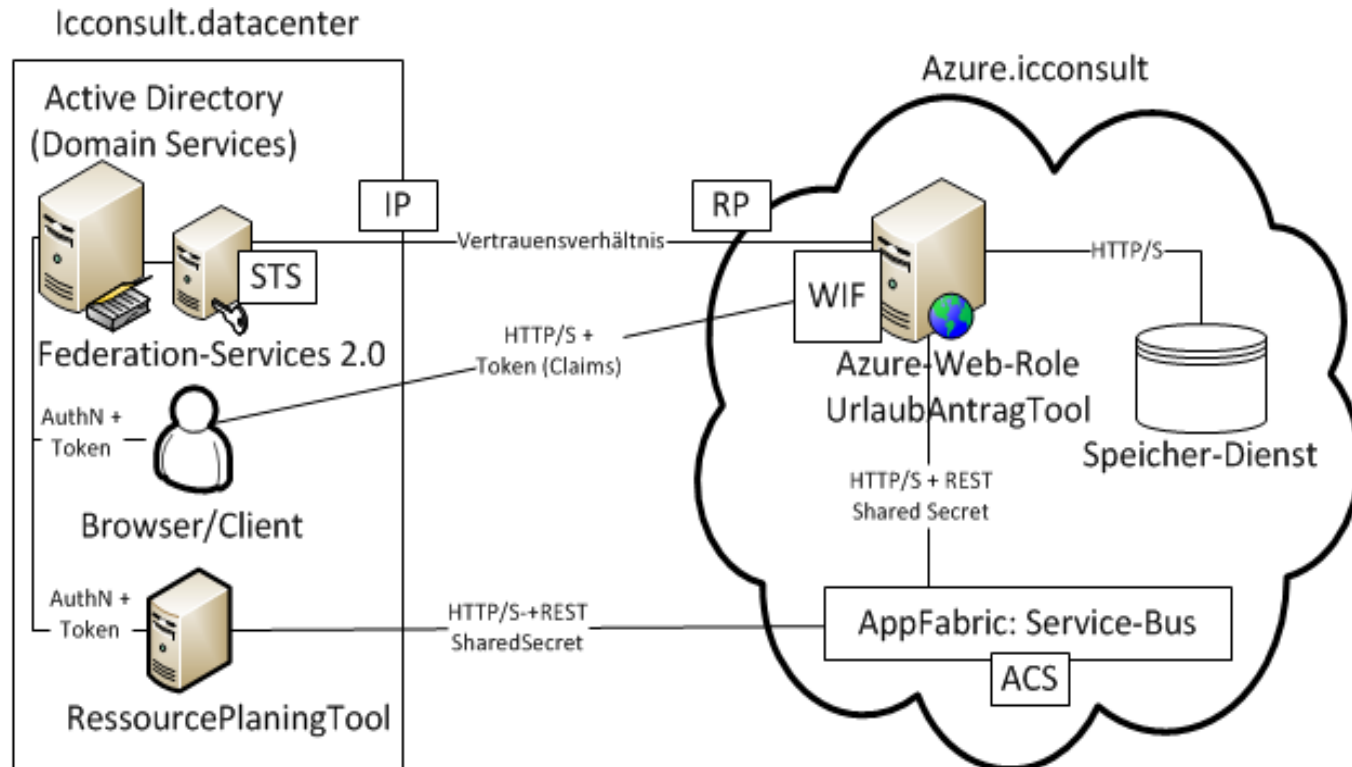 Icconsult.datacenter
Azure.icconsult
Active Directory
(Domain Services)
IP
RP
Vertrauensverhältnis
HTTP/S
STS
WIF
Federation-Services 2.0
HTTP/S +
Token (Claims)
Azure-Web-Role
UrlaubAntragTool
AuthN +
Token
Speicher-Dienst
HTTP/S + REST
Shared Secret
Browser/Client
AuthN +
Token
HTTP/S-+REST
SharedSecret
AppFabric: Service-Bus
ACS
RessourcePlaningTool